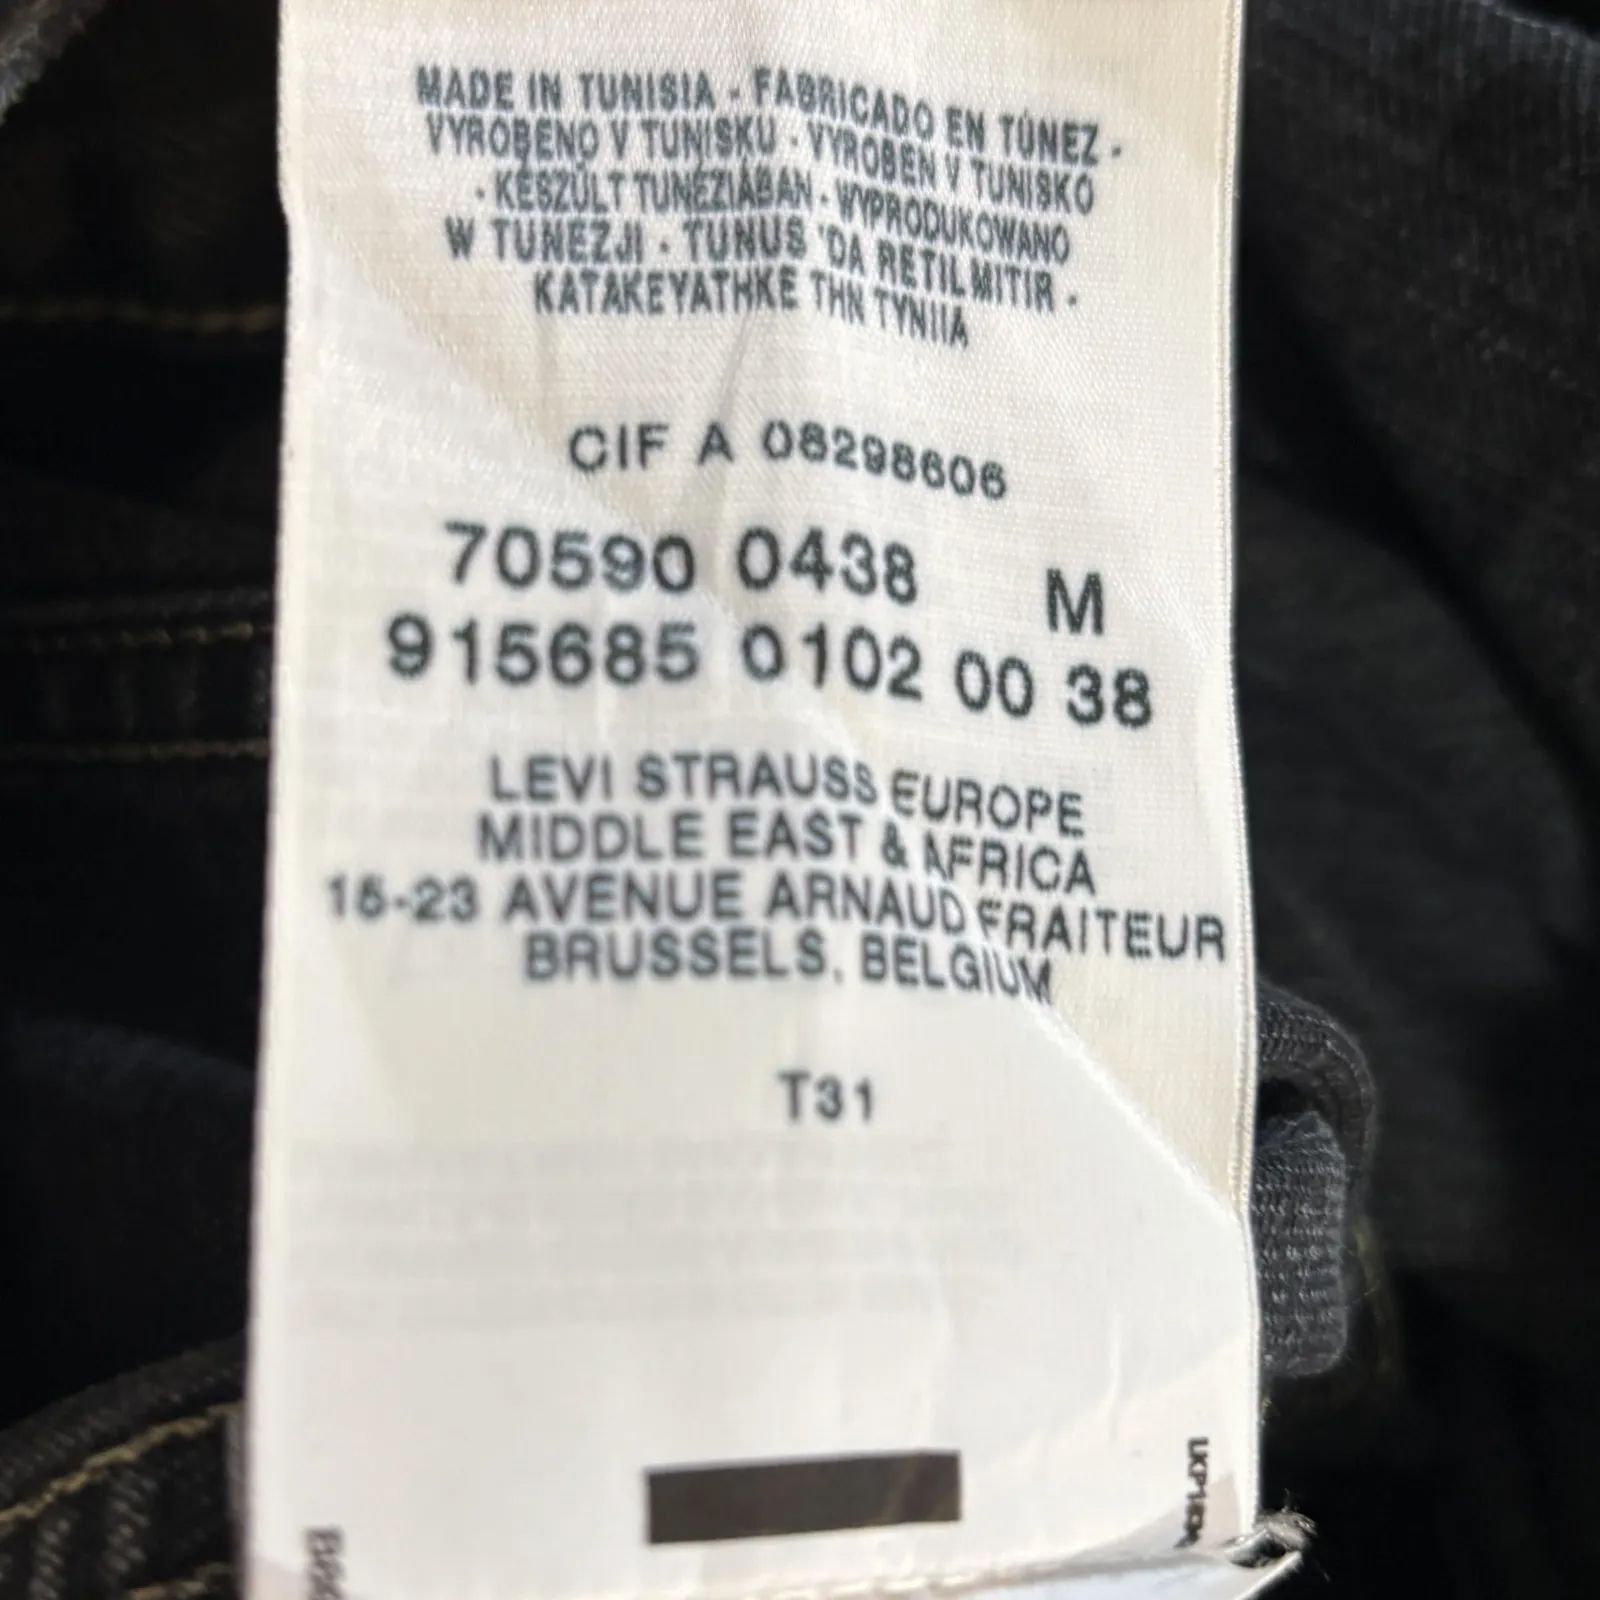 MADE IN TUNISIA - FABRICADO EN TÚNEZ -
VYROBENO V TUNISKU - VYROBEN V TUNISKO
- KÉSZÜLT TUNÉZIÁBAN - WYPRODUKOWANO
W TUNEZJI - TUNUS 'DA RETILMITIR -
KATAKEYATHKE THN TYNIIA
CIF A 08298606
70590 0438 M
915685 0102 00 38
LEVI STRAUSS EUROPE
MIDDLE EAST & AFRICA
15-23 AVENUE ARNAUD FRAITEUR
BRUSSELS, BELGIUM
T31